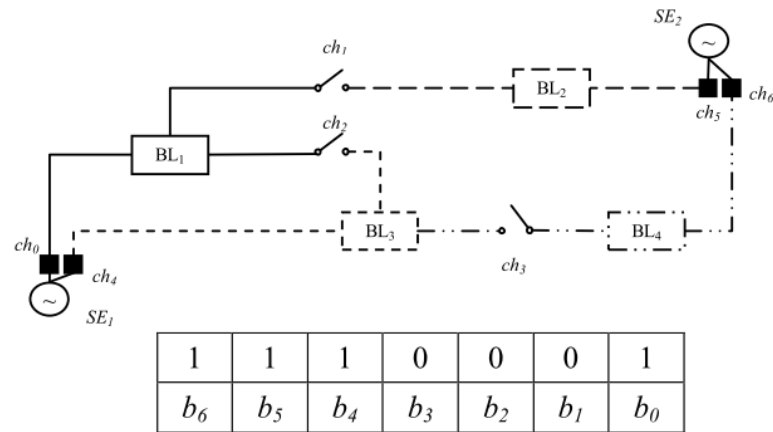 SE₂
ch₁
BL₂
ch₅
ch₆
ch₂
BL₁
ch₀
ch₄
BL₃
BL₄
ch₃
SE₁
1 1 1 0 0 0 1
b₆ b₅ b₄ b₃ b₂ b₁ b₀